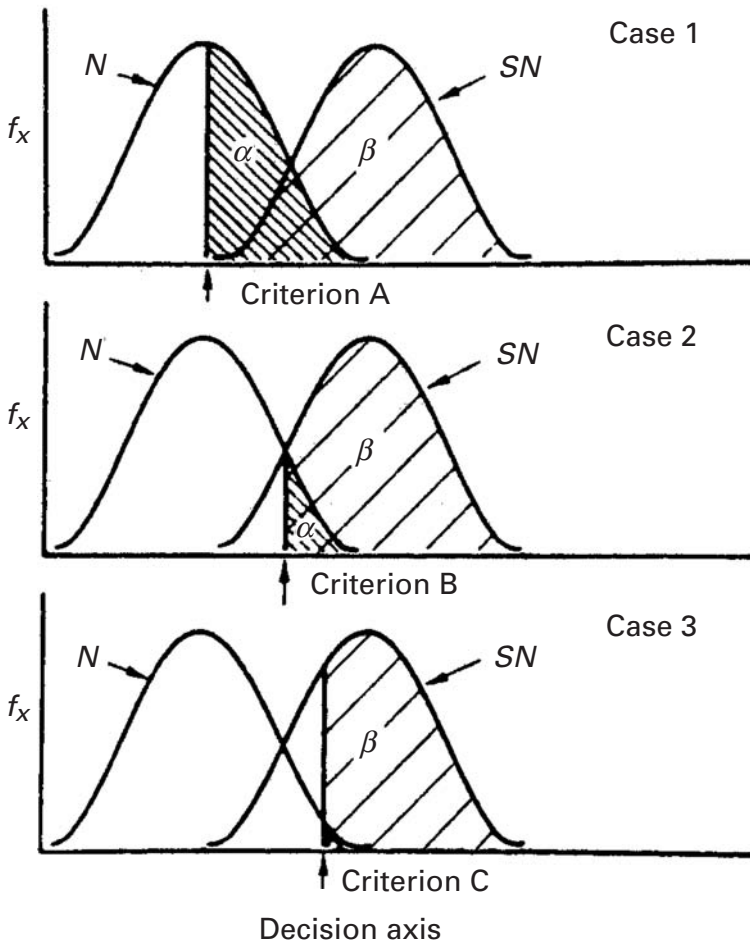 Case 1
N
SN
f_x
α
β
Criterion A
Case 2
N
SN
f_x
β
α
Criterion B
Case 3
N
SN
f_x
β
Criterion C
Decision axis